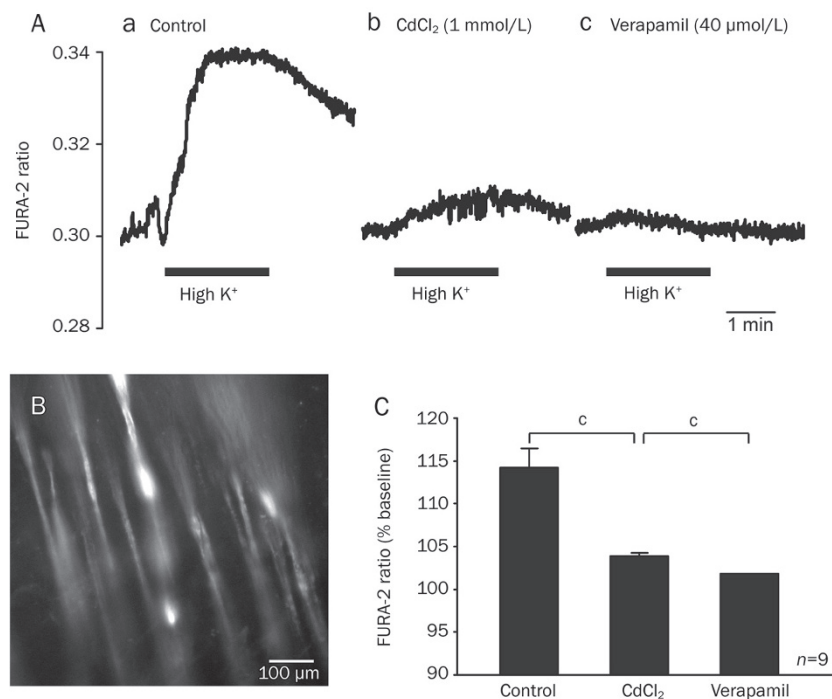 A
a Control
b CdCl₂ (1 mmol/L)
c Verapamil (40 μmol/L)
FURA-2 ratio
0.34
0.32
0.30
0.28
High K⁺
High K⁺
High K⁺
1 min
B
100 μm
C
c
c
FURA-2 ratio (% baseline)
120
115
110
105
100
95
90
n=9
Control
CdCl₂
Verapamil